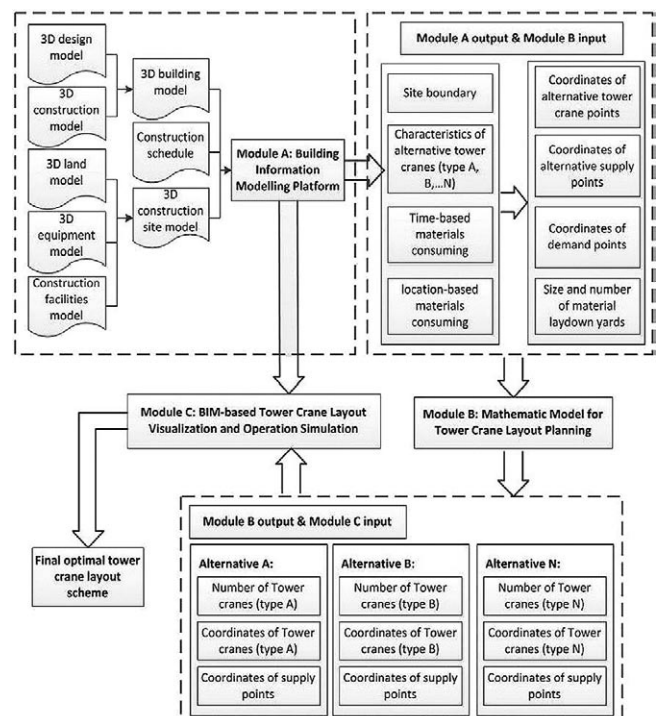 3D design
model
3D
construction
model
3D land
model
3D
equipment
model
Construction
facilities
model
3D building
model
Construction
schedule
3D
construction
site model
Module A: Building
Information
Modelling Platform
Module A output & Module B input
Site boundary
Characteristics of
alternative tower
cranes (type A,
B,...N)
Time-based
materials
consuming
location-based
materials
consuming
Coordinates of
alternative tower
crane points
Coordinates of
alternative supply
points
Coordinates of
demand points
Size and number
of material
laydown yards
Module C: BIM-based Tower Crane Layout
Visualization and Operation Simulation
Module B: Mathematic Model for
Tower Crane Layout Planning
Final optimal tower
crane layout
scheme
Module B output & Module C input
Alternative A:
Number of Tower
cranes (type A)
Coordinates of Tower
cranes (type A)
Coordinates of supply
points
Alternative B:
Number of Tower
cranes (type B)
Coordinates of Tower
cranes (type B)
Coordinates of supply
points
Alternative N:
Number of Tower
cranes (type N)
Coordinates of Tower
cranes (type N)
Coordinates of supply
points